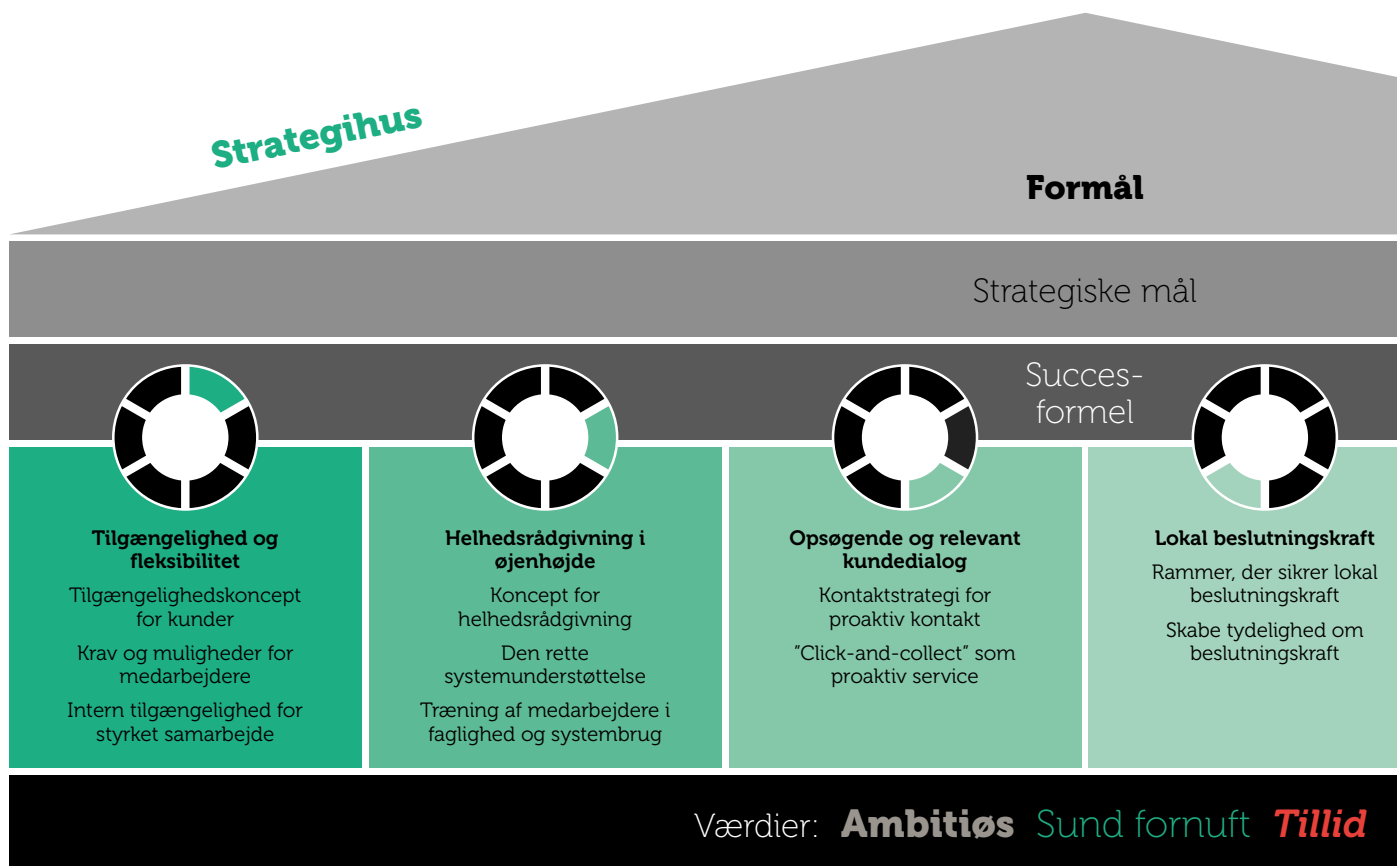 Strategihus
Formål
Strategiske mål
Succes-
formel
Tilgængelighed og
fleksibilitet
Tilgængelighedskoncept
for kunder
Krav og muligheder for
medarbejdere
Intern tilgængelighed for
styrket samarbejde
Helhedsrådgivning i
øjenhøjde
Koncept for
helhedsrådgivning
Den rette
systemunderstøttelse
Træning af medarbejdere i
faglighed og systembrug
Opsøgende og relevant
kundedialog
Kontaktstrategi for
proaktiv kontakt
"Click-and-collect" som
proaktiv service
Lokal beslutningskraft
Rammer, der sikrer lokal
beslutningskraft
Skabe tydelighed om
beslutningskraft
Værdier: Ambitiøs Sund fornuft Tillid